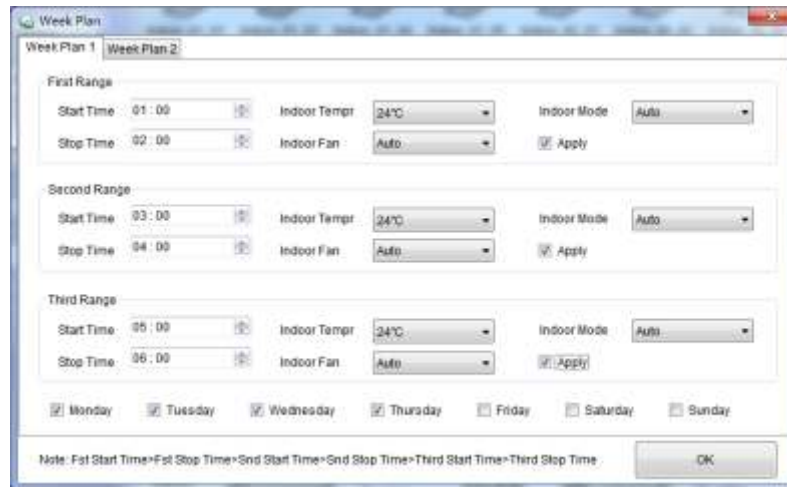 Week Plan
Week Plan 1 Week Plan 2
First Range
Start Time 01:00 Indoor Tempr 24℃ Indoor Mode Auto
Stop Time 02:00 Indoor Fan Auto Apply
Second Range
Start Time 03:00 Indoor Tempr 24℃ Indoor Mode Auto
Stop Time 04:00 Indoor Fan Auto Apply
Third Range
Start Time 05:00 Indoor Tempr 24℃ Indoor Mode Auto
Stop Time 06:00 Indoor Fan Auto Apply
Monday Tuesday Wednesday Thursday Friday Saturday Sunday
Note: Fst Start Time>Fst Stop Time>Snd Start Time>Snd Stop Time>Third Start Time>Third Stop Time OK